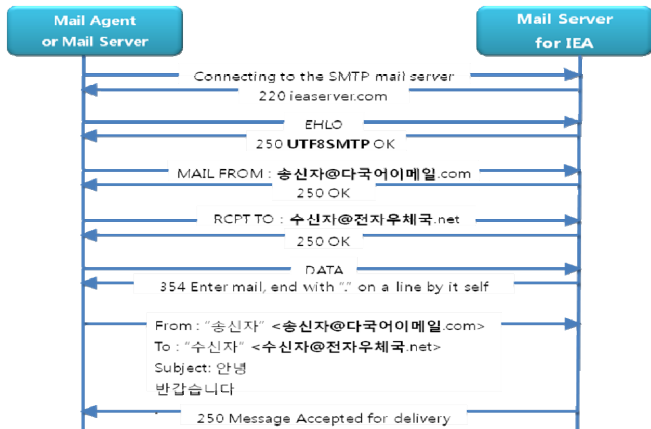 Mail Agent
or Mail Server
Mail Server
for IEA
Connecting to the SMTP mail server
220 ieaserver.com
EHLO
250 UTF8SMTP OK
MAIL FROM : 송신자@다국어이메일.com
250 OK
RCPT TO : 수신자@전자우체국.net
250 OK
DATA
354 Enter mail, end with "." on a line by it self
From : "송신자" <송신자@다국어이메일.com>
To : "수신자" <수신자@전자우체국.net>
Subject: 안녕
반갑습니다
250 Message Accepted for delivery